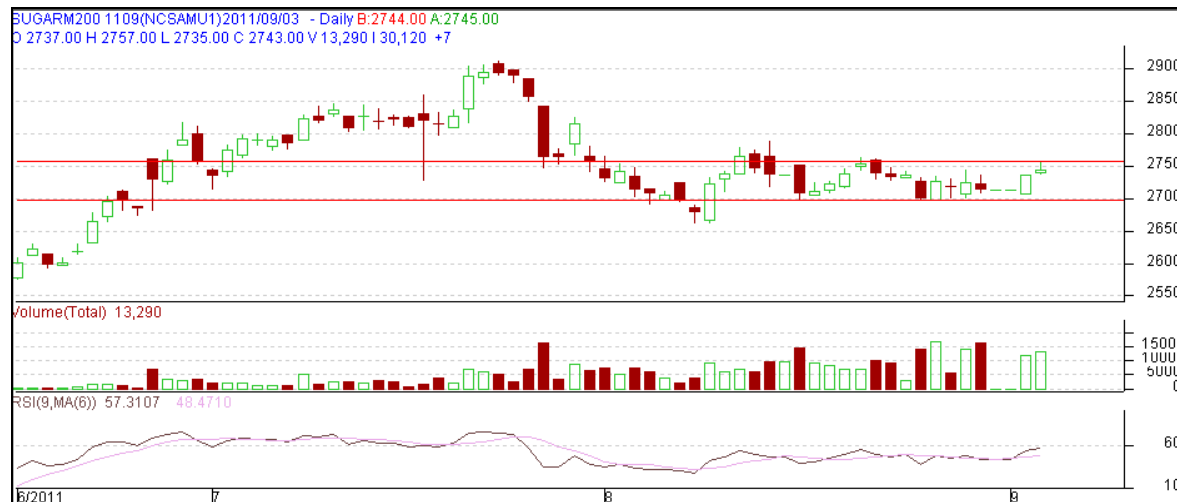 SUGARM200 1109(NCSAMU1)2011/09/03 - Daily B:2744.00 A:2745.00
O 2737.00 H 2757.00 L 2735.00 C 2743.00 V 13,290 I 30,120 +7
2900
2850
2800
2750
2700
2650
2600
2550
Volume(Total) 13,290
1500
1000
5000
0
RSI(9,MA(6)) 57.3107 48.4710
60
10
6/2011 7 8 9